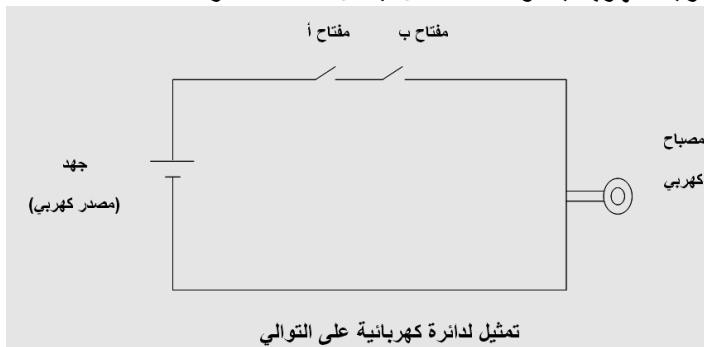 مفتاح أ
مفتاح ب
جهد
(مصدر كهربي)
مصباح
كهربي
تمثيل لدائرة كهربائية على التوالي